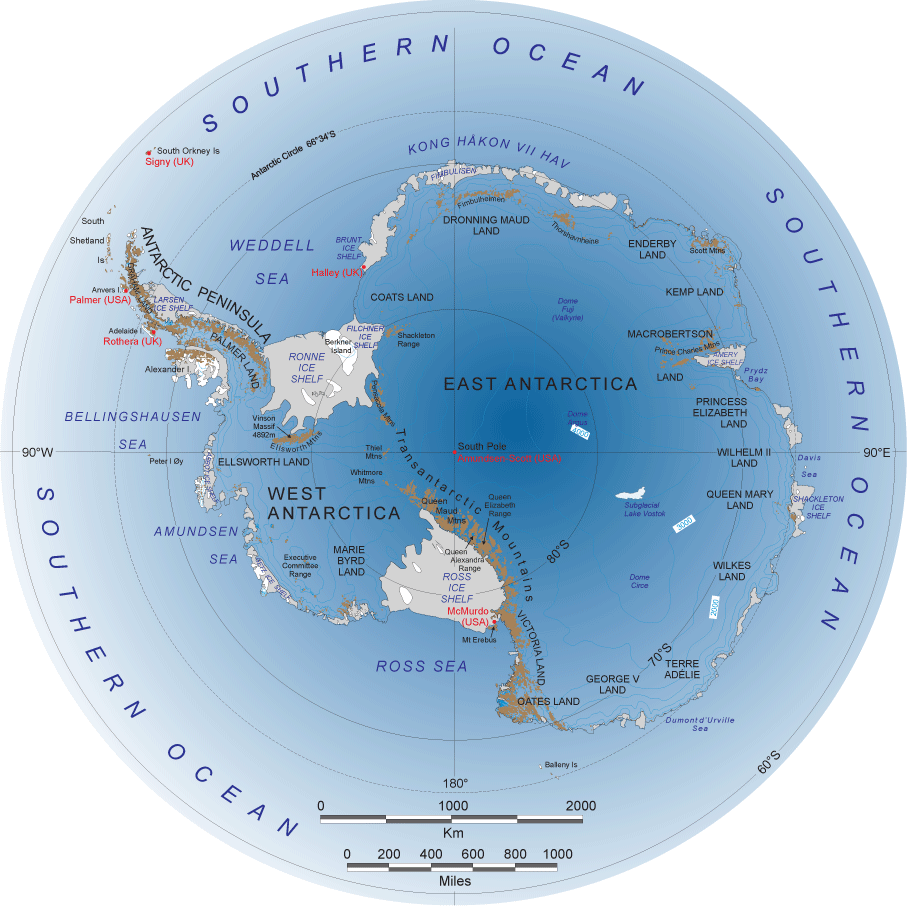 SOUTHERN OCEAN
Antarctic Circle 66°34'S
KONG HÅKON VII HAV
South Orkney Is
Signy (UK)
FIMBULISEN
Fimbulheimen
DRONNING MAUD
LAND
Thorshavnheine
SOUTHERN OCEAN
South
Shetland
Is
ANTARCTIC PENINSULA
WEDDELL
SEA
BRUNT
ICE
SHELF
Halley (UK)
ENDERBY
LAND
Scott Mtns
KEMP LAND
Anvers I.
Palmer (USA)
LARSEN
ICE SHELF
COATS LAND
Dome
Fuji
(Valkyrie)
Adelaide I.
Rothera (UK)
PALMER LAND
Alexander I.
FILCHNER
ICE
SHELF
Berkner
Island
Shackleton
Range
RONNE
ICE
SHELF
MACROBERTSON
Prince Charles Mtns
LAND
AMERY
ICE SHELF
Prydz
Bay
EAST ANTARCTICA
BELLINGSHAUSEN
SEA
Vinson
Massif
4892m
Ellsworth Mtns
Transantarctic Mountains
Dome
Argus
4000
PRINCESS
ELIZABETH
LAND
90°W
Peter I Øy
ELLSWORTH LAND
Thiel
Mtns
Whitmore
Mtns
South Pole
WILHELM II
LAND
Davis
Sea
90°E
WEST
ANTARCTICA
Queen
Maud
Mtns
Queen
Elizabeth
Range
Subglacial
Lake Vostok
3000
QUEEN MARY
LAND
SHACKLETON
ICE
SHELF
AMUNDSEN
SEA
Executive
Committee
Range
MARIE
BYRD
LAND
Queen
Alexandra
Range
80°S
ROSS
ICE
SHELF
Dome
Circe
WILKES
LAND
2000
McMurdo
(USA)
Mt Erebus
VICTORIA LAND
SOUTHERN OCEAN
ROSS SEA
70°S
TERRE
ADÉLIE
GEORGE V
LAND
OATES LAND
Dumont d'Urville
Sea
Balleny Is
60°S
180°
0 1000 2000
Km
0 200 400 600 800 1000
Miles